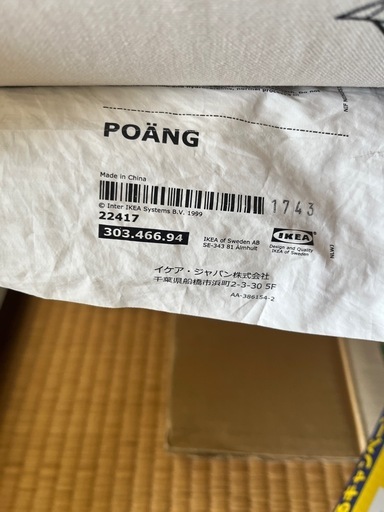 POÄNG
Made in China
1743
© Inter IKEA Systems B.V. 1999
22417
303.466.94
IKEA of Sweden AB
SE-343 81 Älmhult
IKEA
Design and Quality
IKEA of Sweden
イケア・ジャパン株式会社
千葉県船橋市浜町2-3-30 5F
AA-386154-2